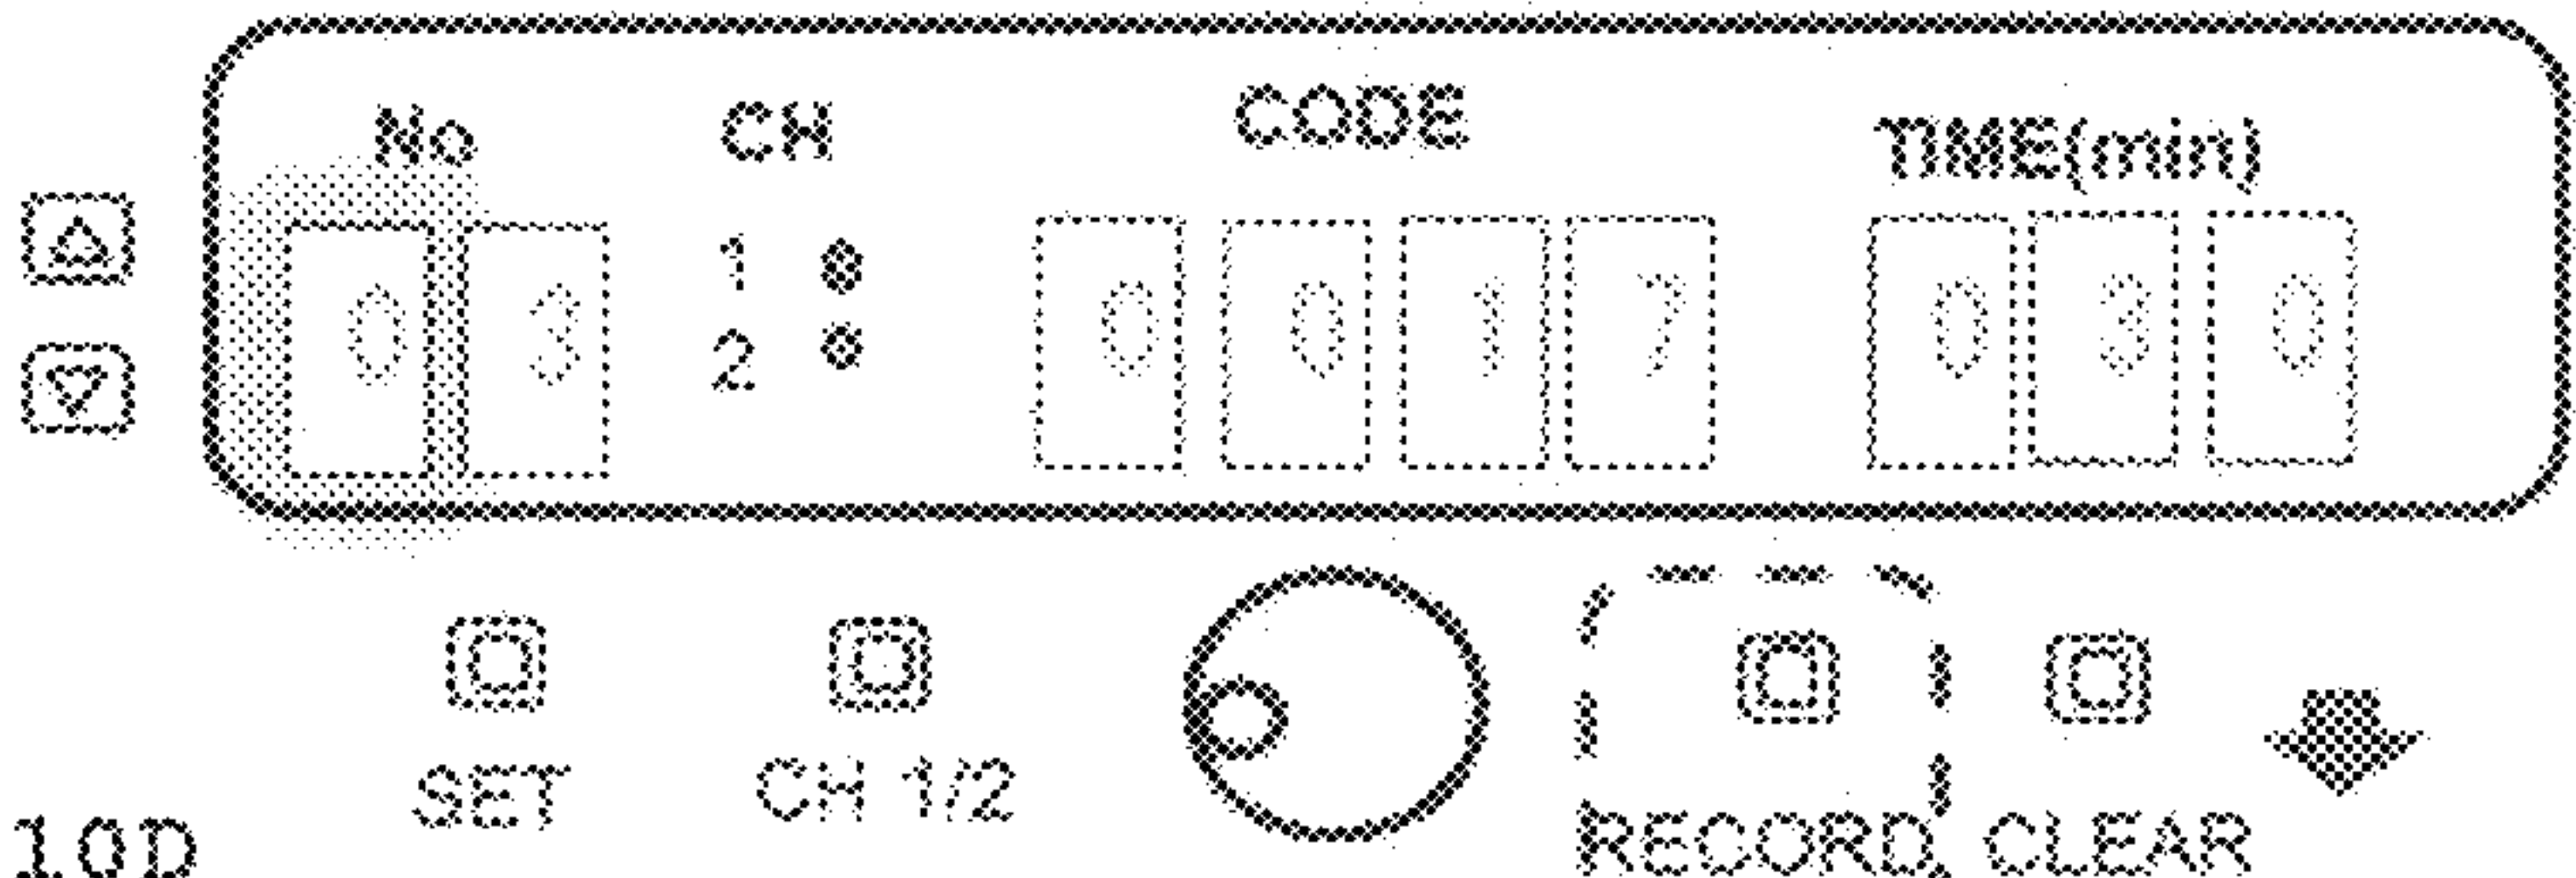 No CH CODE TIME(min)
0 3 1 0 0 1 7 0 3 0
2
SET CH 1/2 RECORD CLEAR
10D